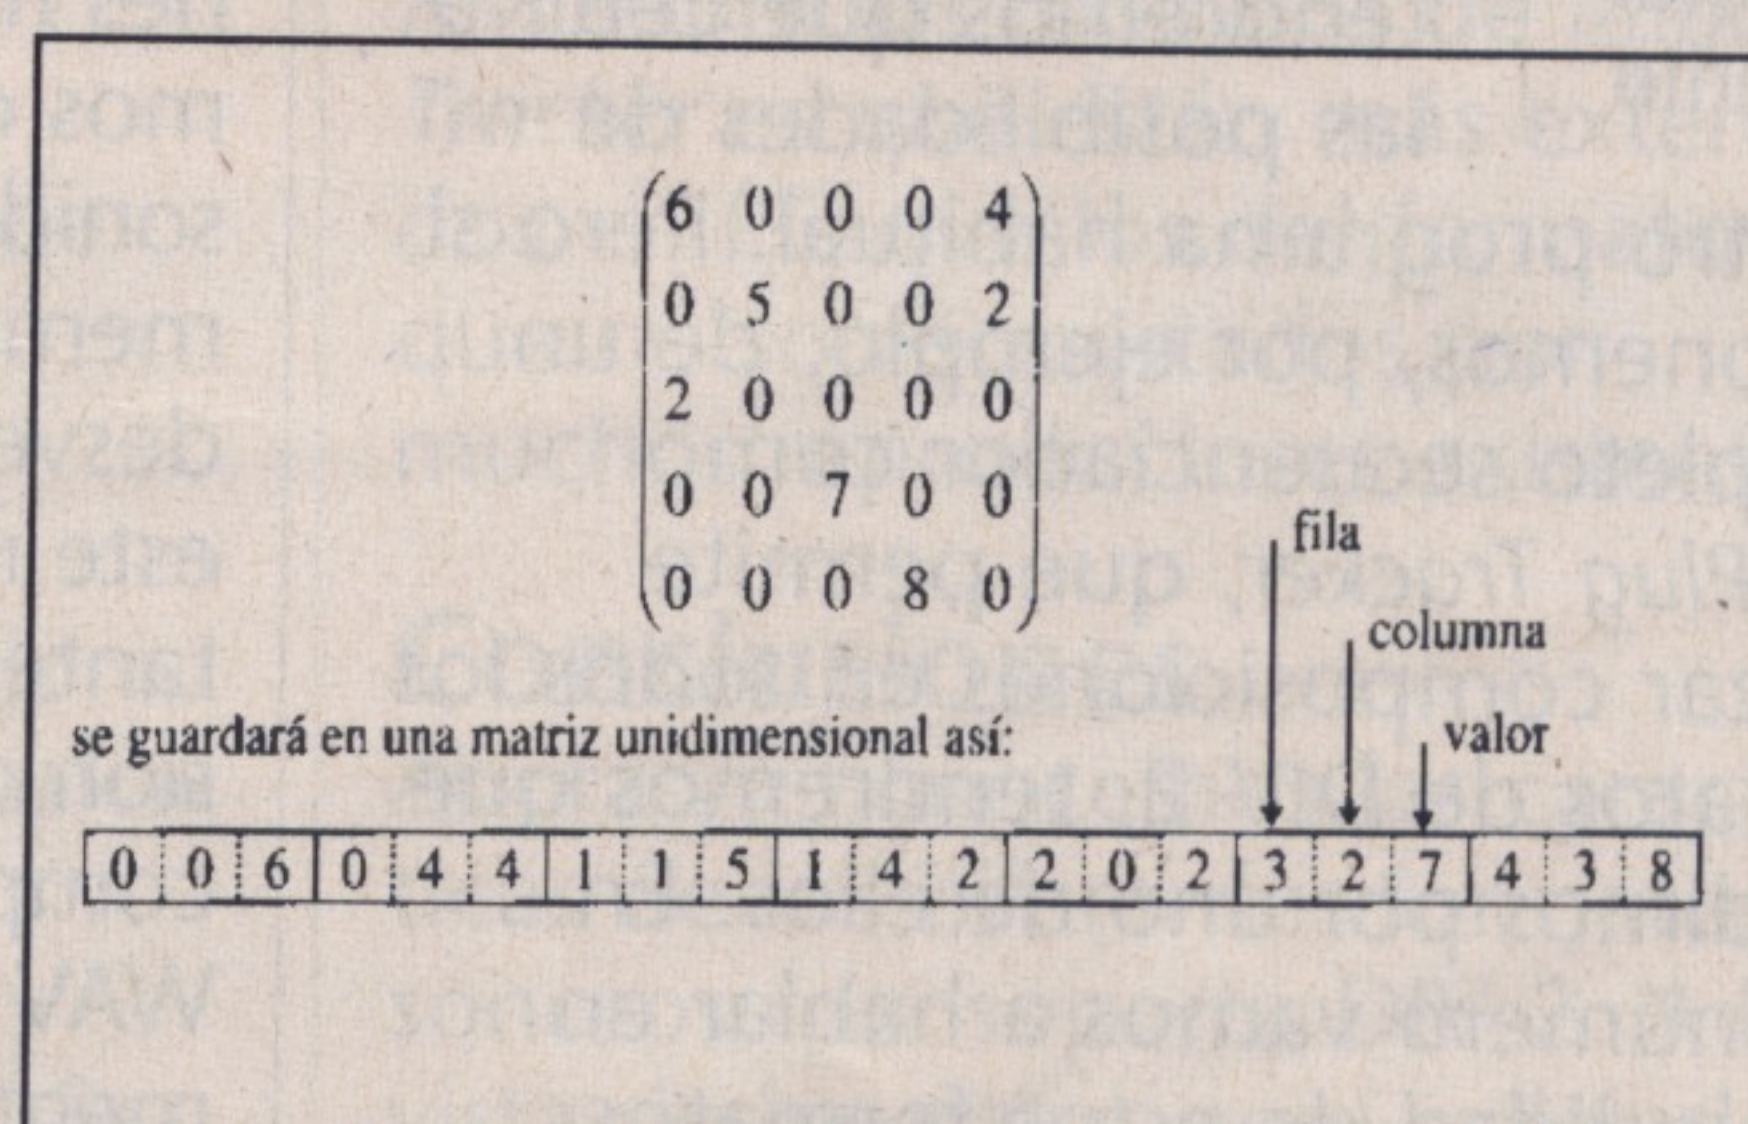 6 0 0 0 4
0 5 0 0 2
2 0 0 0 0
0 0 7 0 0
0 0 0 8 0
fila
columna
valor
se guardará en una matriz unidimensional así:
0 0 6 0 4 4 1 1 5 1 4 2 2 0 2 3 2 7 4 3 8